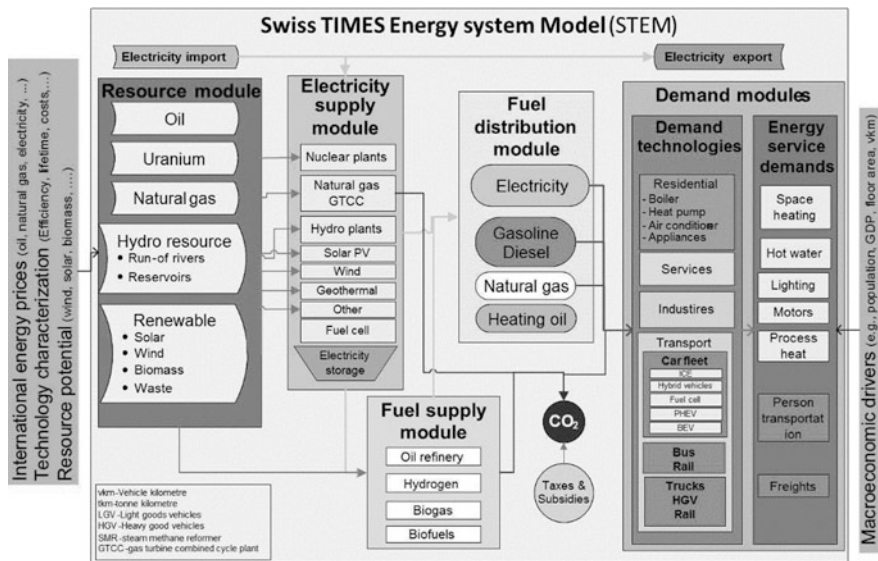 Swiss TIMES Energy system Model (STEM)
International energy prices (oil, natural gas, electricity, ...)
Technology characterization (Efficiency, lifetime, costs,...)
Resource potential (wind, solar, biomass, ....)
Electricity import
Electricity export
Resource module
Oil
Uranium
Natural gas
Hydro resource
• Run-of rivers
• Reservoirs
Renewable
• Solar
• Wind
• Biomass
• Waste
Electricity
supply
module
Nuclear plants
Natural gas
GTCC
Hydro plants
Solar PV
Wind
Geothermal
Other
Fuel cell
Electricity
storage
Fuel
distribution
module
Electricity
Gasoline
Diesel
Natural gas
Heating oil
Fuel supply
module
Oil refinery
Hydrogen
Biogas
Biofuels
CO2
Taxes &
Subsidies
Demand modules
Demand
technologies
Residential
- Boiler
- Heat pump
- Air conditioner
- Appliances
Services
Industires
Transport
Car fleet
ICE
Hybrid vehicles
Fuel cell
PHEV
BEV
Bus
Rail
Trucks
HGV
Rail
Energy
service
demands
Space
heating
Hot water
Lighting
Motors
Process
heat
Person
transportat
ion
Freights
Macroeconomic drivers (e.g., population, GDP, floor area, vkm)
vkm-Vehicle kilometre
tkm-tonne kilometre
LGV-Light goods vehicles
HGV-Heavy good vehicles
SMR-steam methane reformer
GTCC-gas turbine combined cycle plant